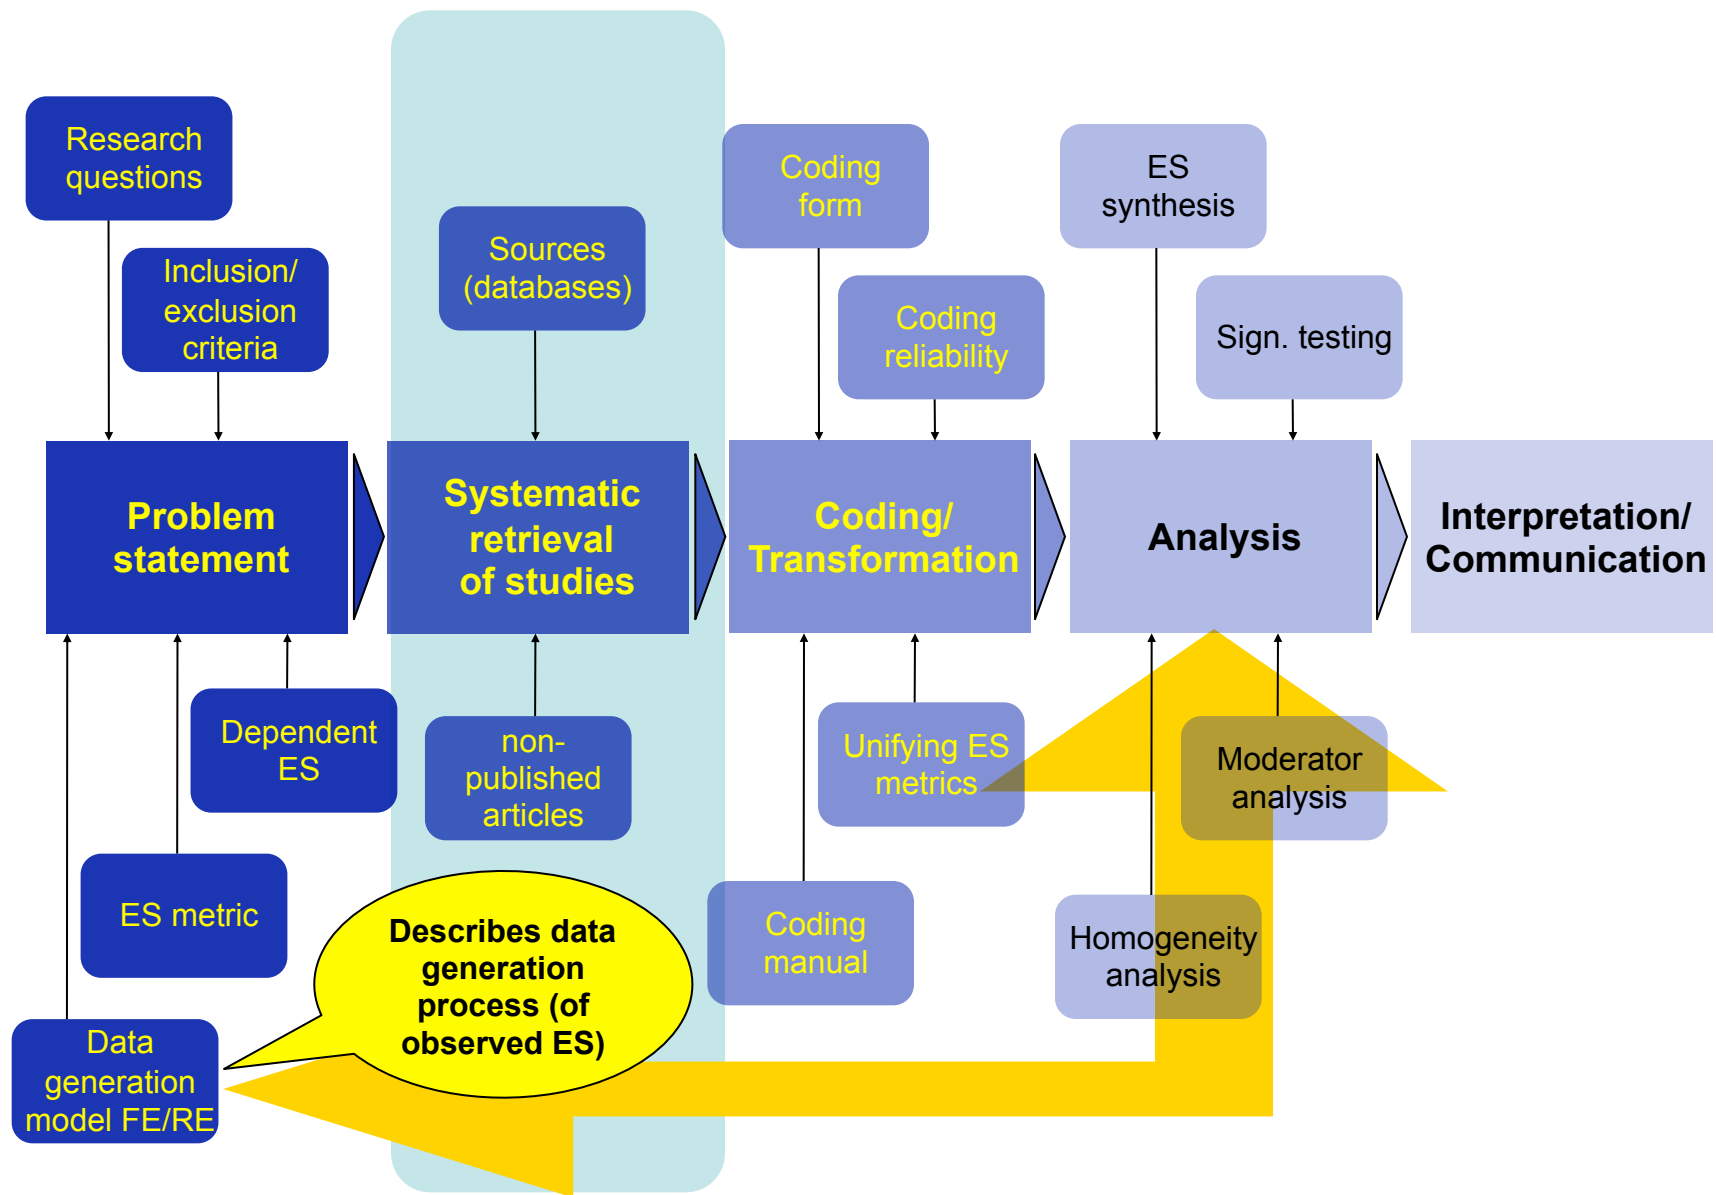 Research
questions
Inclusion/
exclusion
criteria
Sources
(databases)
Coding
form
Coding
reliability
ES
synthesis
Sign. testing
Problem
statement
Systematic
retrieval
of studies
Coding/
Transformation
Analysis
Interpretation/
Communication
Dependent
ES
ES metric
Data
generation
model FE/RE
non-
published
articles
Describes data
generation
process (of
observed ES)
Unifying ES
metrics
Coding
manual
Moderator
analysis
Homogeneity
analysis